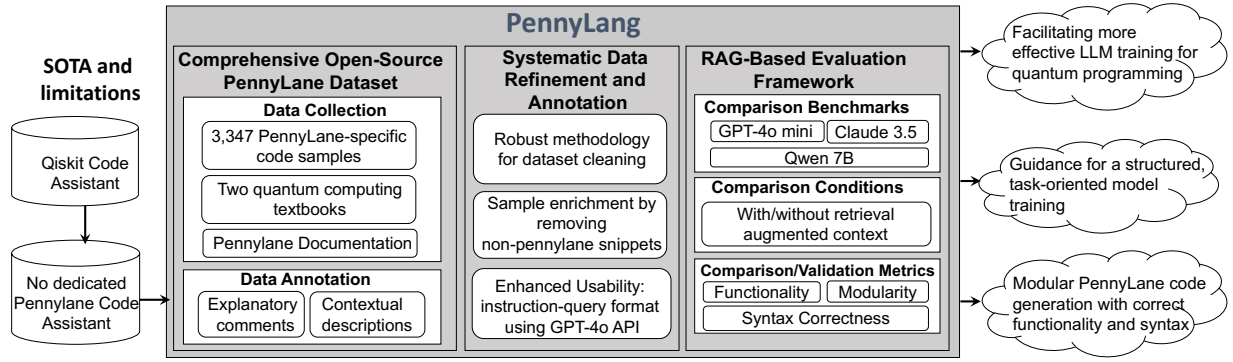 PennyLang
SOTA and
limitations
Qiskit Code
Assistant
No dedicated
Pennylane Code
Assistant
Comprehensive Open-Source
PennyLane Dataset
Data Collection
3,347 PennyLane-specific
code samples
Two quantum computing
textbooks
Pennylane Documentation
Data Annotation
Explanatory
comments
Contextual
descriptions
Systematic Data
Refinement and
Annotation
Robust methodology
for dataset cleaning
Sample enrichment by
removing
non-pennylane snippets
Enhanced Usability:
instruction-query format
using GPT-4o API
RAG-Based Evaluation
Framework
Comparison Benchmarks
GPT-4o mini
Claude 3.5
Qwen 7B
Comparison Conditions
With/without retrieval
augmented context
Comparison/Validation Metrics
Functionality
Modularity
Syntax Correctness
Facilitating more
effective LLM training for
quantum programming
Guidance for a structured,
task-oriented model
training
Modular PennyLane code
generation with correct
functionality and syntax